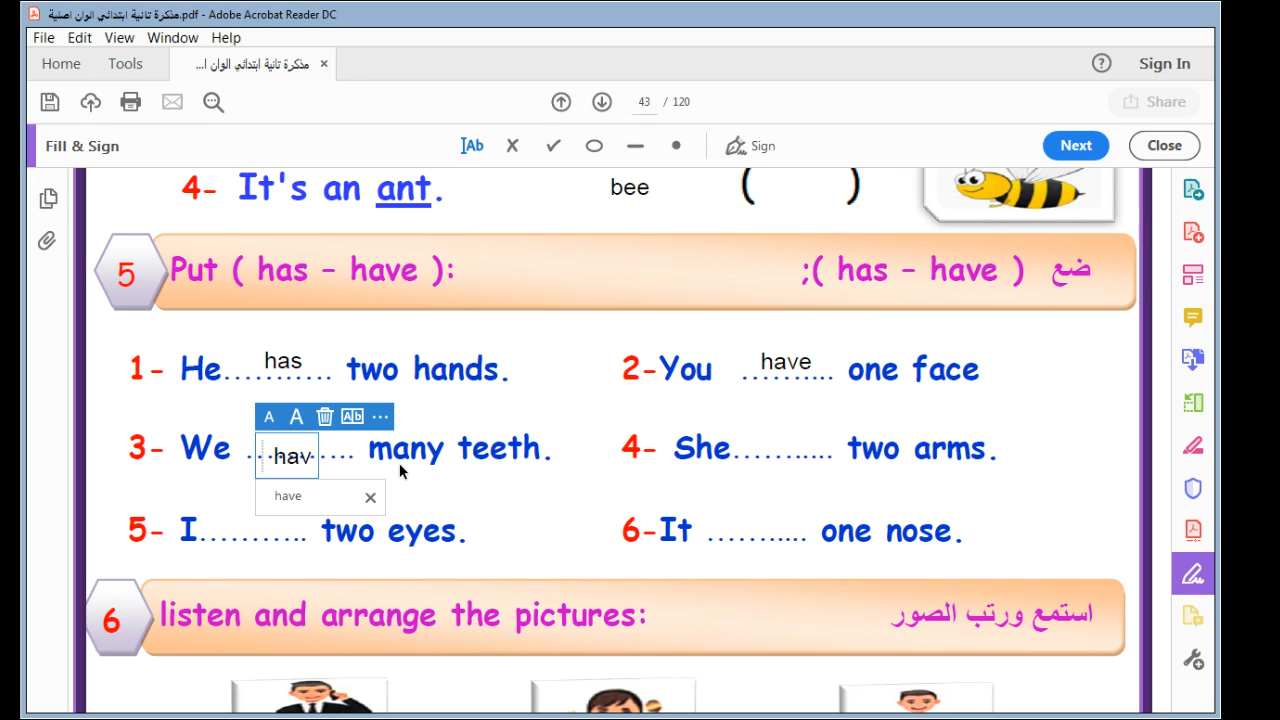 مذكرة تانية ابتدائي الوان اصلية.pdf - Adobe Acrobat Reader DC
File Edit View Window Help
Home Tools مذكرة تانية ابتدائي الوان ا... × Sign In
43 / 120 Share
Fill & Sign Ab Sign Next Close
4- It's an ant. bee ( )
5 Put ( has - have ): ضع ( has - have );
1- He............ has two hands. 2-You ......... have one face
A A Ab ...
3- We ............ hav many teeth. 4- She.......... two arms.
have
5- I........... two eyes. 6-It .......... one nose.
6 listen and arrange the pictures: استمع ورتب الصور